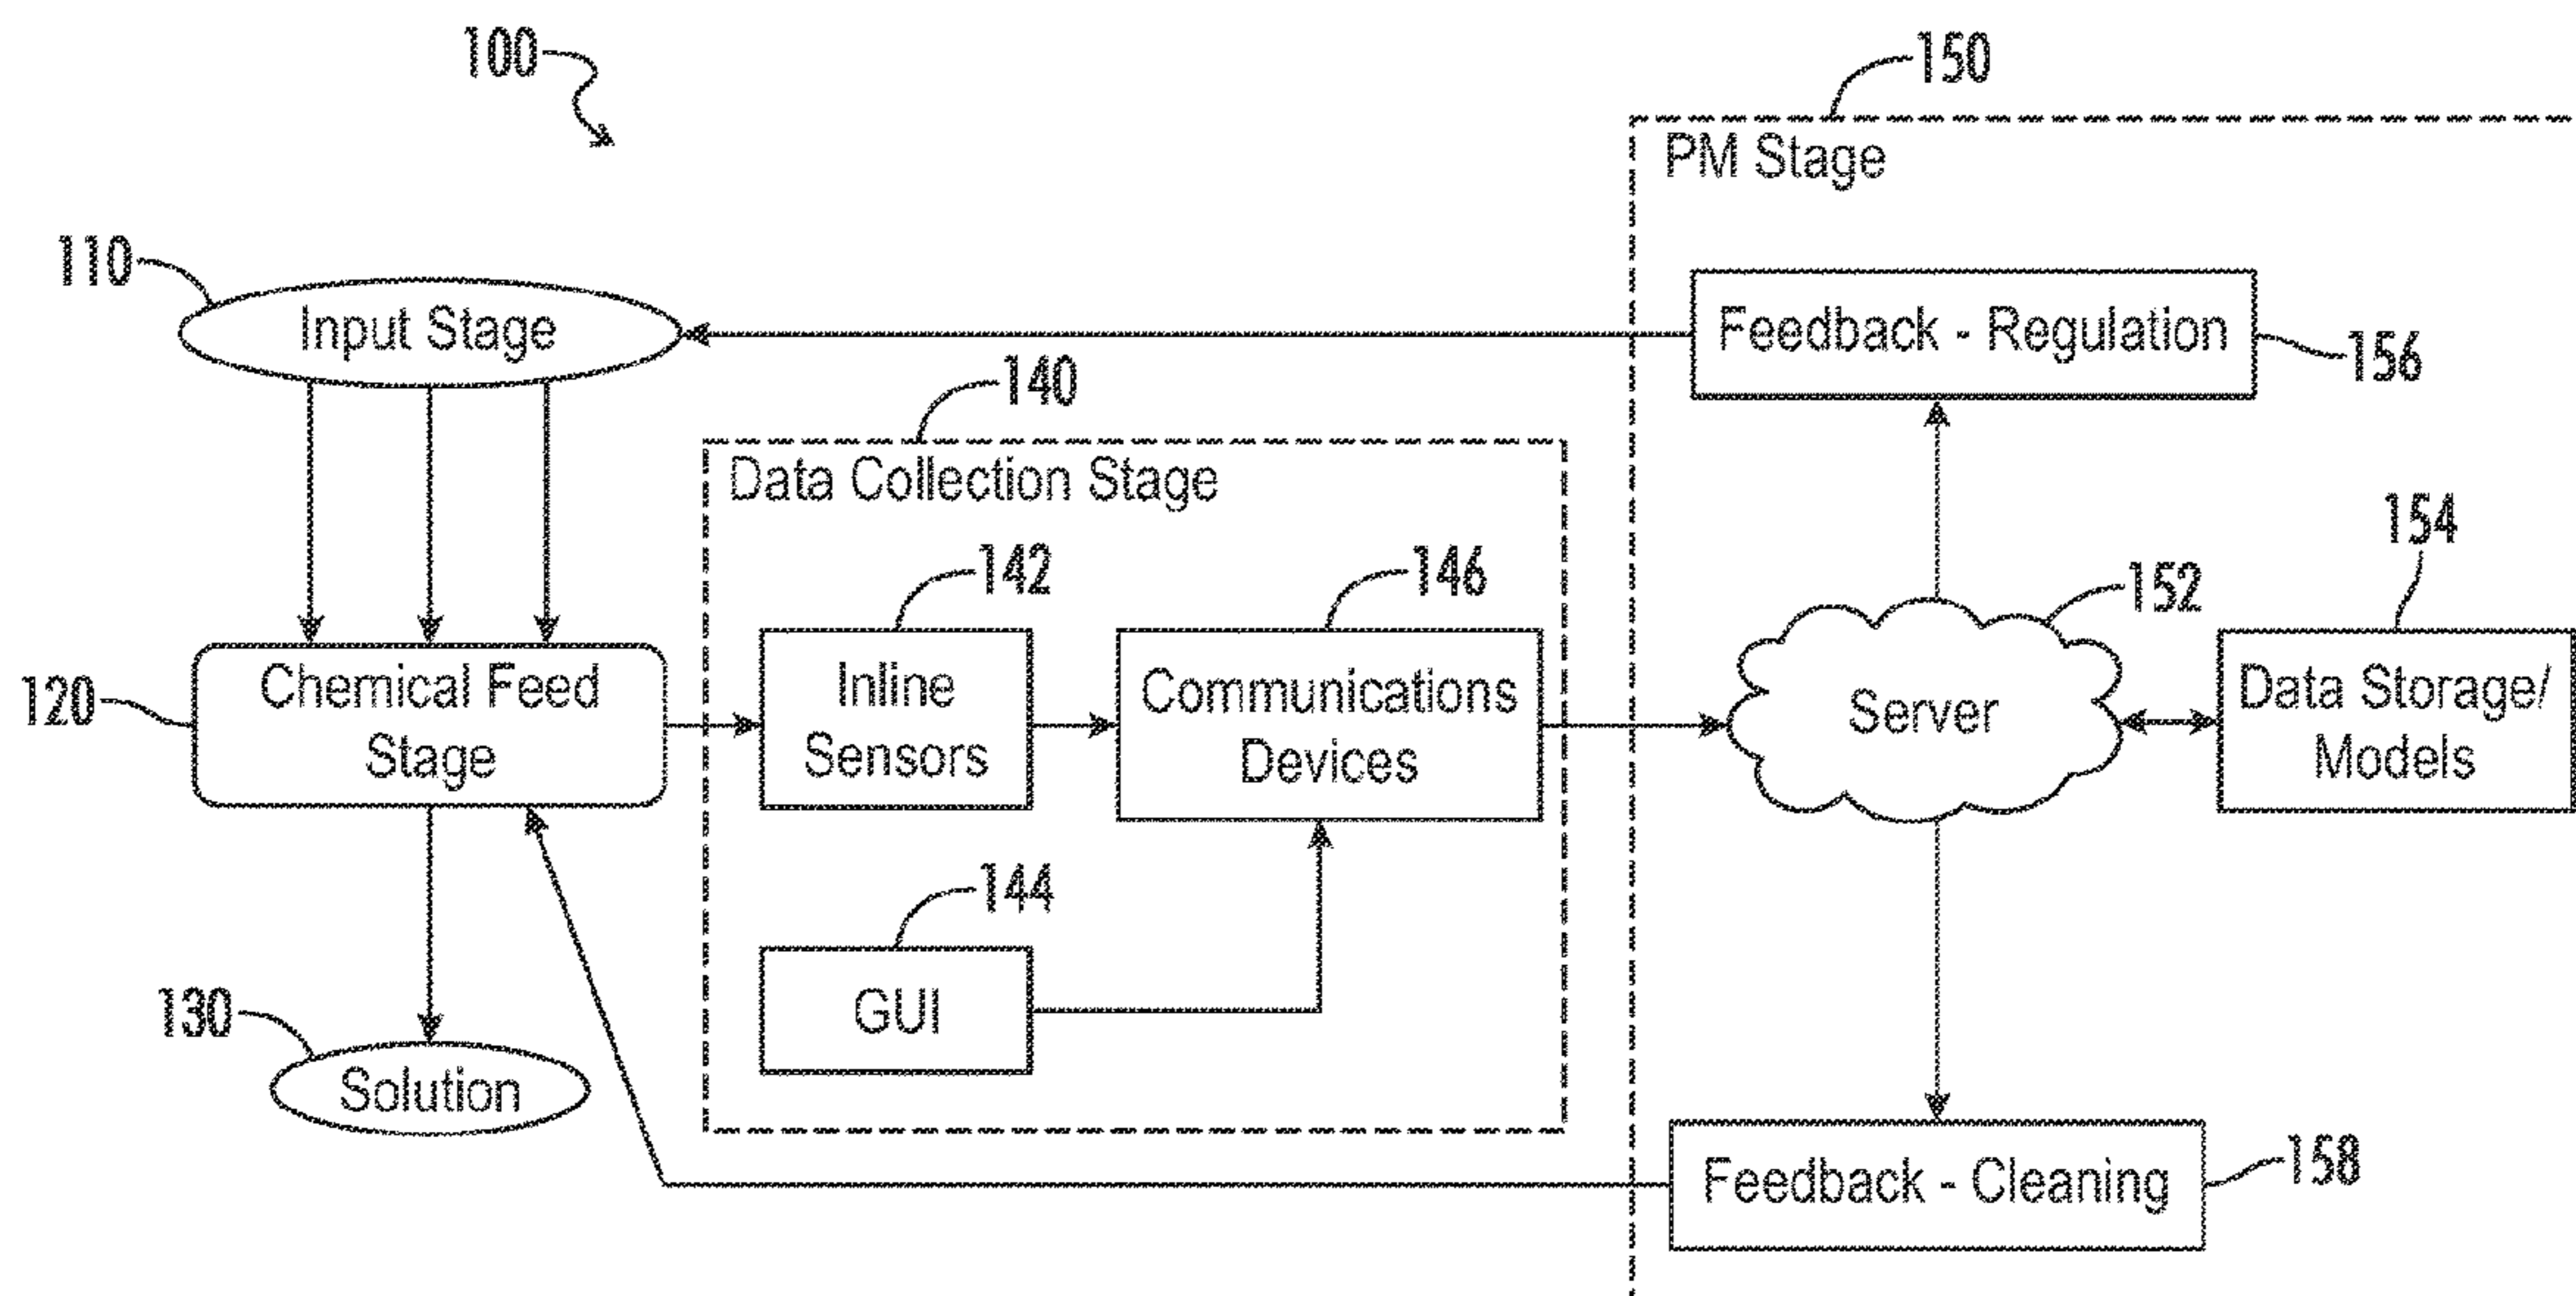 100
150
PM Stage
110
Input Stage
Feedback - Regulation
156
140
Data Collection Stage
154
142
146
152
120
Chemical Feed
Stage
Inline
Sensors
Communications
Devices
Server
Data Storage/
Models
144
GUI
130
Solution
Feedback - Cleaning
158